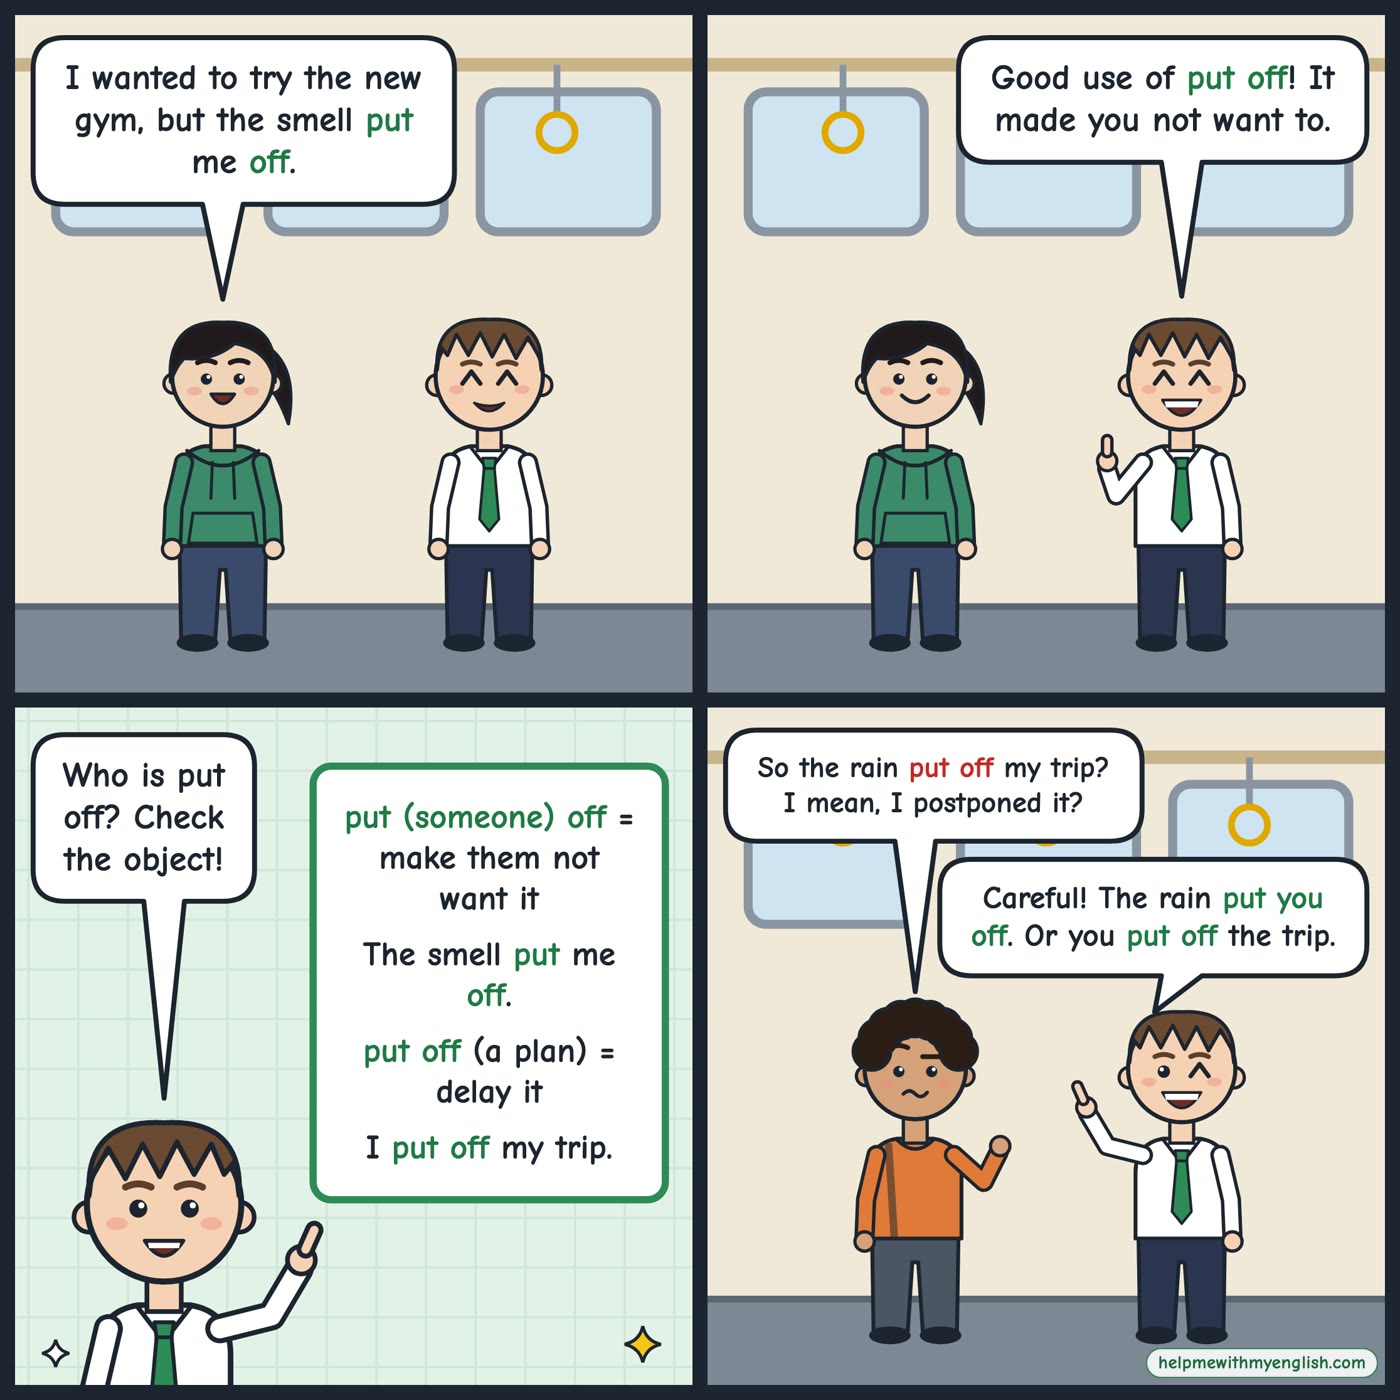 I wanted to try the new
gym, but the smell put
me off.
Good use of put off! It
made you not want to.
Who is put
off? Check
the object!
put (someone) off =
make them not
want it
The smell put me
off.
put off (a plan) =
delay it
I put off my trip.
So the rain put off my trip?
I mean, I postponed it?
Careful! The rain put you
off. Or you put off the trip.
helpmewithmyenglish.com